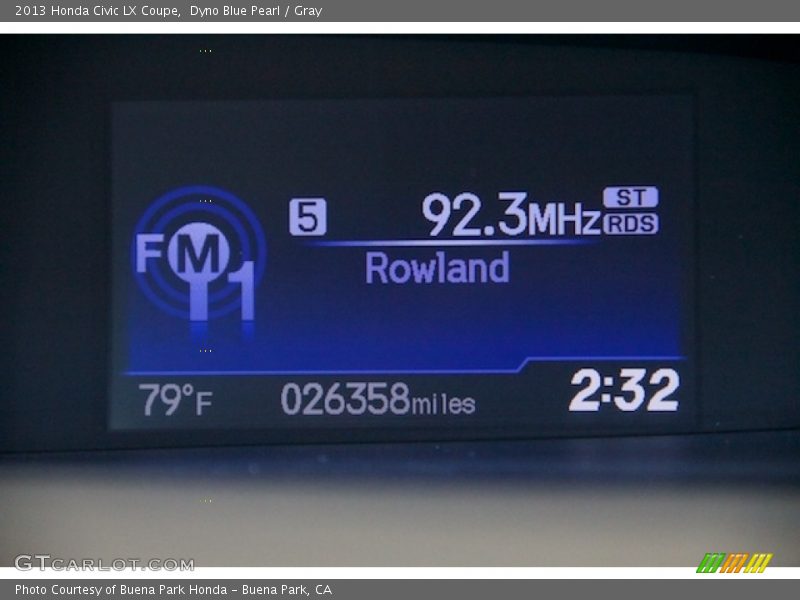 2013 Honda Civic LX Coupe, Dyno Blue Pearl / Gray
5 92.3MHz ST
RDS
FM1
Rowland
79°F 026358miles 2:32
GTCARLOT.COM
Photo Courtesy of Buena Park Honda - Buena Park, CA